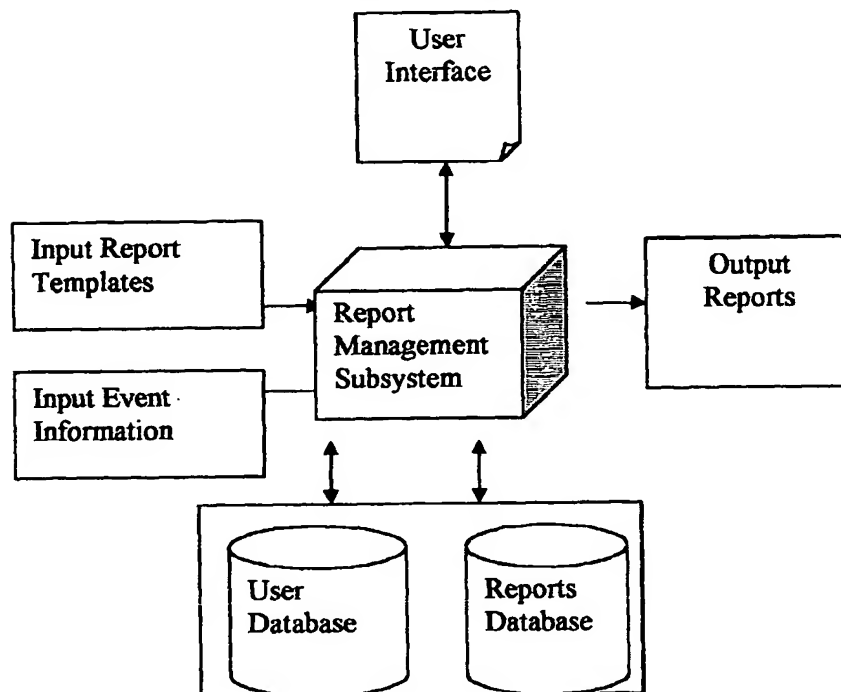 User
Interface
Input Report
Templates
Report
Management
Subsystem
Output
Reports
Input Event
Information
User
Database
Reports
Database